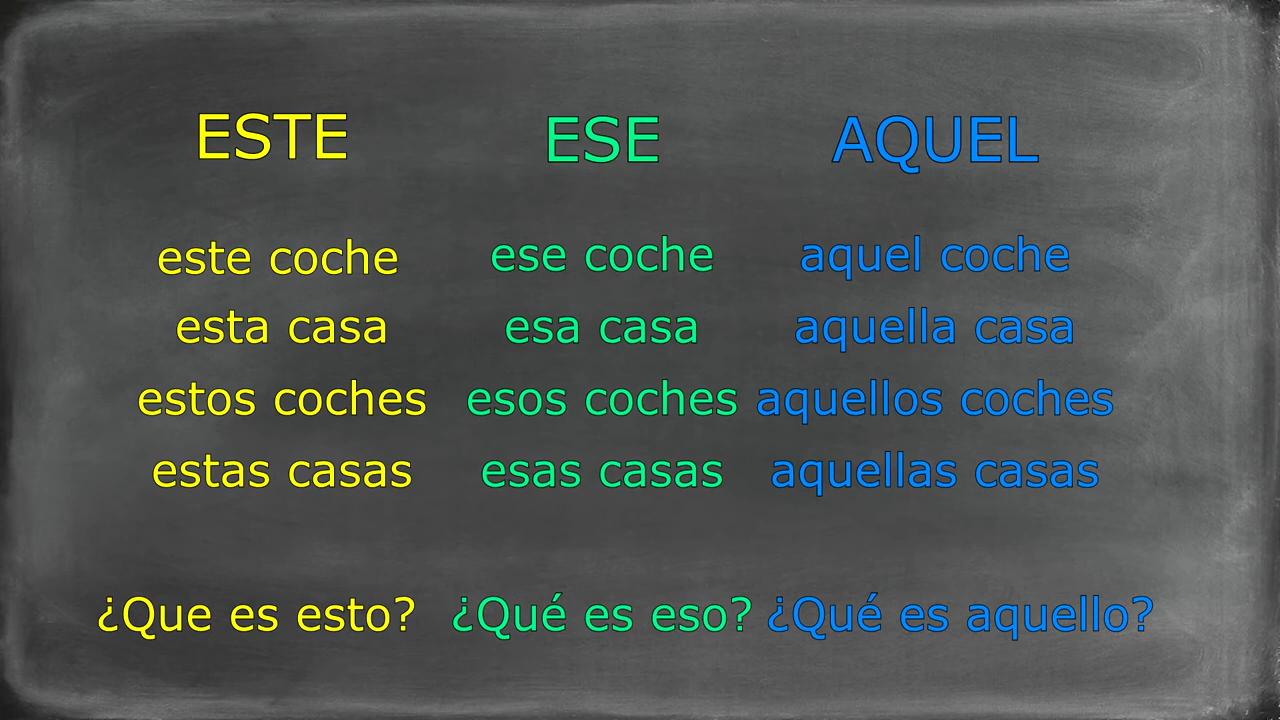 ESTE ESE AQUEL
este coche ese coche aquel coche
esta casa esa casa aquella casa
estos coches esos coches aquellos coches
estas casas esas casas aquellas casas
¿Que es esto? ¿Qué es eso? ¿Qué es aquello?